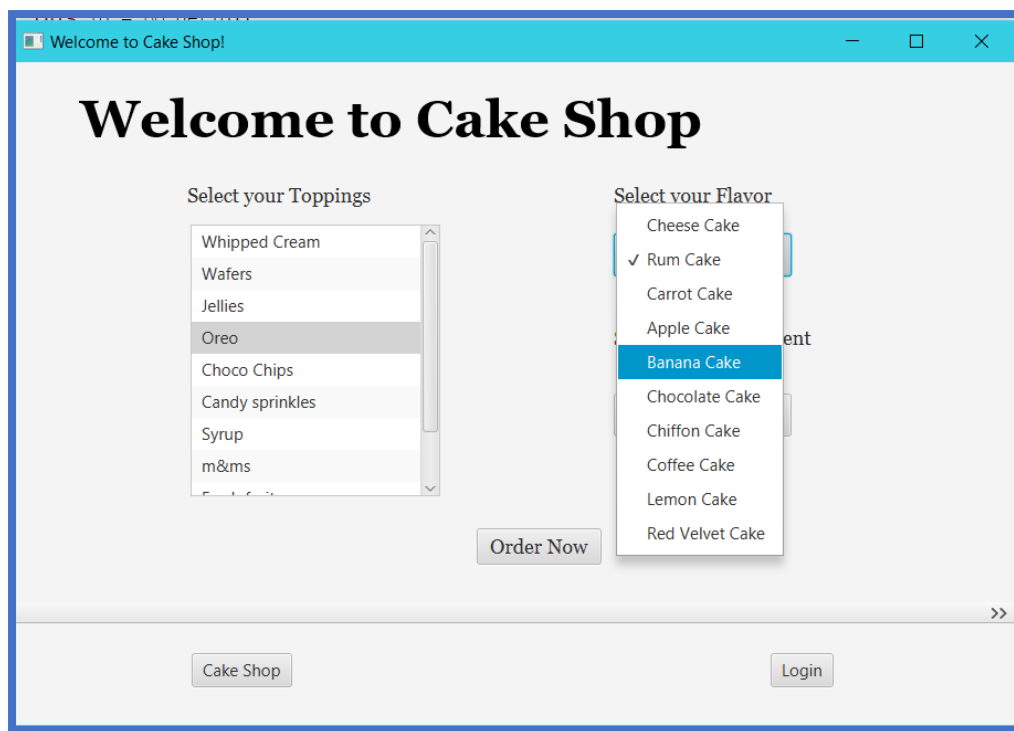 Welcome to Cake Shop!
Welcome to Cake Shop
Select your Toppings
Whipped Cream
Wafers
Jellies
Oreo
Choco Chips
Candy sprinkles
Syrup
m&ms
Select your Flavor
Cheese Cake
✓ Rum Cake
Carrot Cake
Apple Cake
Banana Cake
Chocolate Cake
Chiffon Cake
Coffee Cake
Lemon Cake
Red Velvet Cake
Order Now
Cake Shop
Login